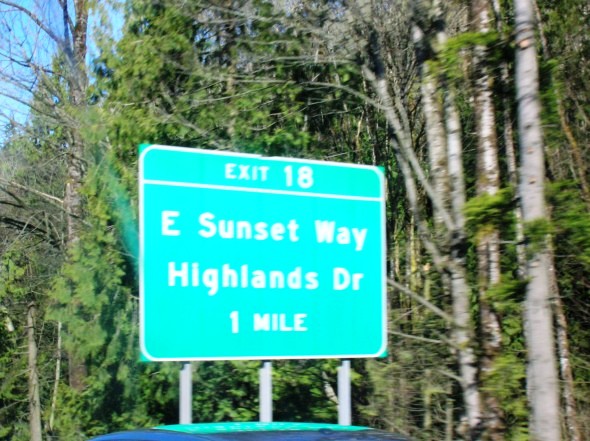 EXIT 18
E Sunset Way
Highlands Dr
1 MILE